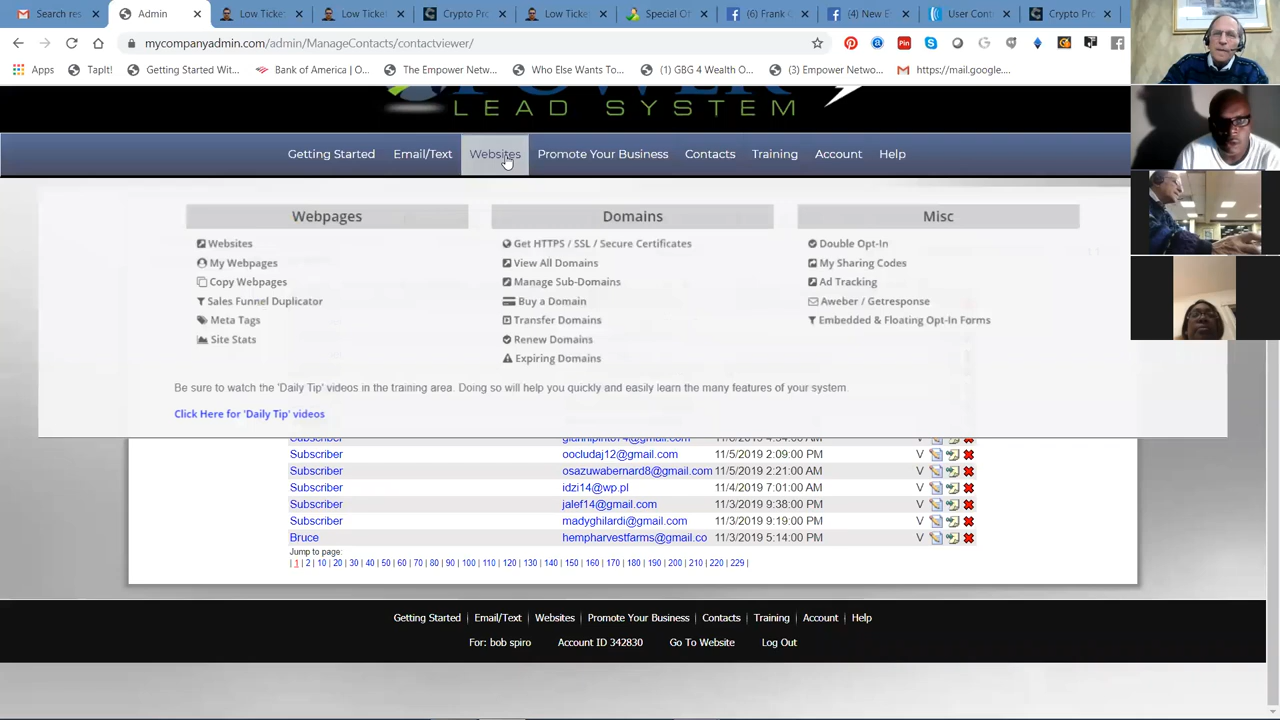 Search res
Admin
Low Ticke
Low Ticket
Crypto Pro
Low Ticke
Special O
(6) Frank C
(4) New E
User Cont
Crypto Pro
mycompanyadmin.com/admin/ManageContacts/contactviewer/
Apps
TapIt!
Getting Started Wit...
Bank of America | O...
The Empower Netw...
Who Else Wants To...
(1) GBG 4 Wealth O...
(3) Empower Netwo...
https://mail.google....
LEAD SYSTEM
Getting Started
Email/Text
Websites
Promote Your Business
Contacts
Training
Account
Help
Webpages
Domains
Misc
Websites
Get HTTPS / SSL / Secure Certificates
Double Opt-In
My Webpages
View All Domains
My Sharing Codes
Copy Webpages
Manage Sub-Domains
Ad Tracking
Sales Funnel Duplicator
Buy a Domain
Aweber / Getresponse
Meta Tags
Transfer Domains
Embedded & Floating Opt-In Forms
Site Stats
Renew Domains
Expiring Domains
Be sure to watch the 'Daily Tip' videos in the training area. Doing so will help you quickly and easily learn the many features of your system.
Click Here for 'Daily Tip' videos
Subscriber
Subscriber oocludaj12@gmail.com 11/5/2019 2:09:00 PM V
Subscriber osazuwabernard8@gmail.com 11/5/2019 2:21:00 AM V
Subscriber idzi14@wp.pl 11/4/2019 7:01:00 AM V
Subscriber jalef14@gmail.com 11/3/2019 9:38:00 PM V
Subscriber madyghilardi@gmail.com 11/3/2019 9:19:00 PM V
Bruce hempharvestfarms@gmail.co 11/3/2019 5:14:00 PM V
Jump to page:
| 1 | 2 | 10 | 20 | 30 | 40 | 50 | 60 | 70 | 80 | 90 | 100 | 110 | 120 | 130 | 140 | 150 | 160 | 170 | 180 | 190 | 200 | 210 | 220 | 229 |
Getting Started | Email/Text | Websites | Promote Your Business | Contacts | Training | Account | Help
For: bob spiro Account ID 342830 Go To Website Log Out